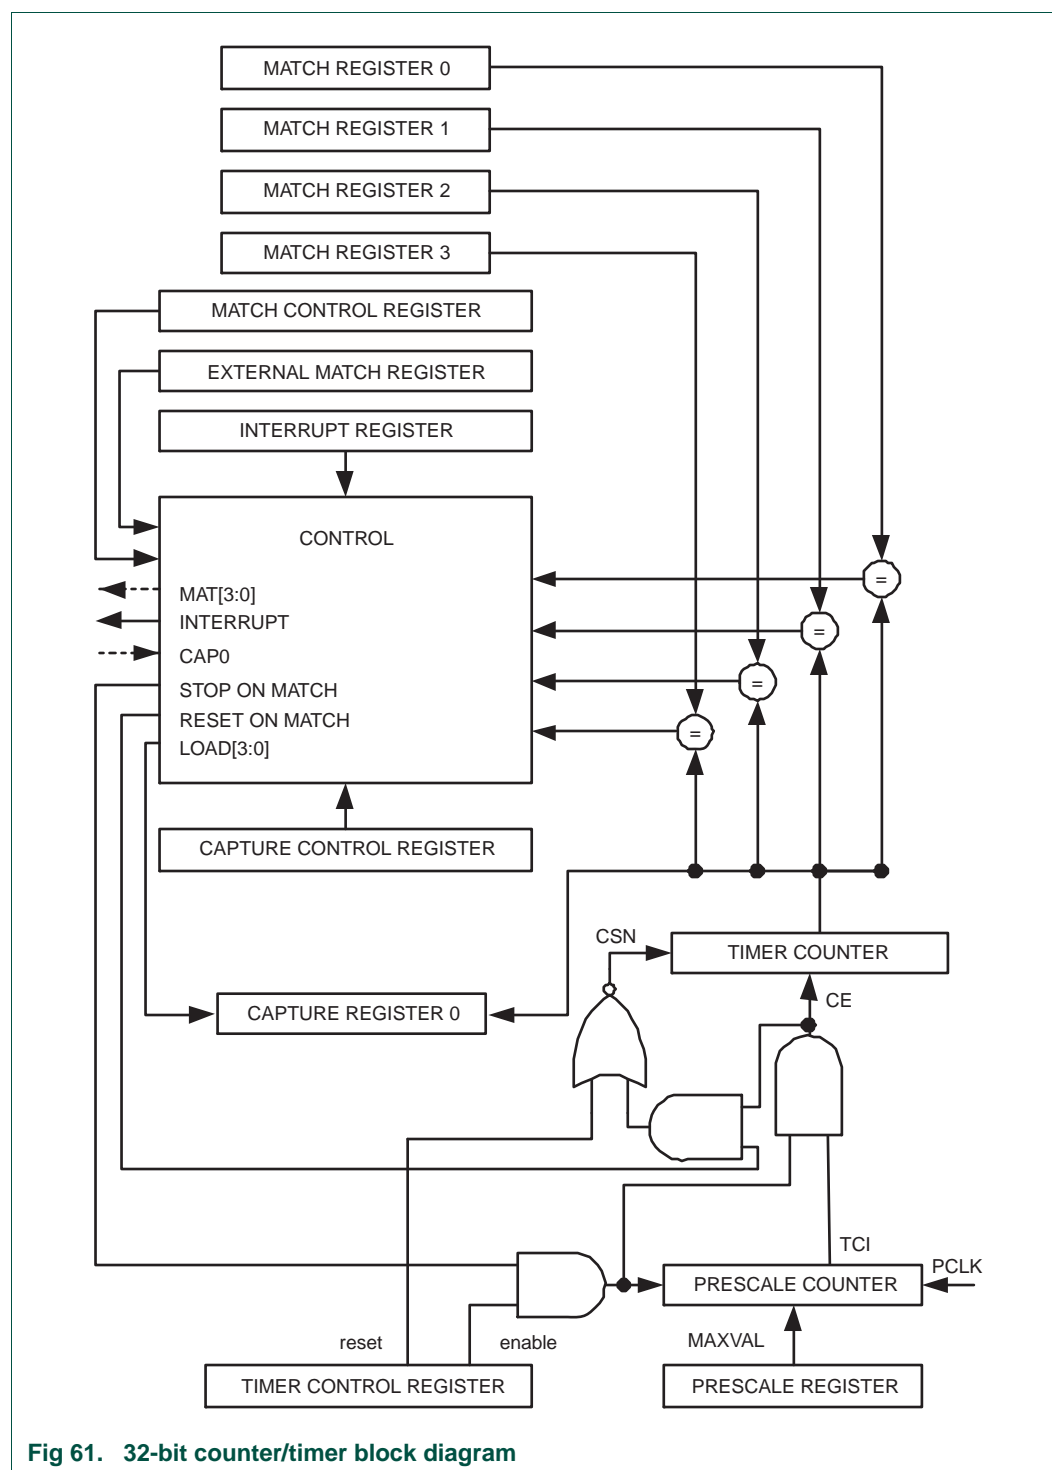 MATCH REGISTER 0
MATCH REGISTER 1
MATCH REGISTER 2
MATCH REGISTER 3
MATCH CONTROL REGISTER
EXTERNAL MATCH REGISTER
INTERRUPT REGISTER
CONTROL
=
MAT[3:0]
INTERRUPT
=
CAP0
STOP ON MATCH
=
RESET ON MATCH
=
LOAD[3:0]
CAPTURE CONTROL REGISTER
CSN
TIMER COUNTER
CE
CAPTURE REGISTER 0
TCI
PCLK
PRESCALE COUNTER
reset
enable
MAXVAL
TIMER CONTROL REGISTER
PRESCALE REGISTER
Fig 61. 32-bit counter/timer block diagram